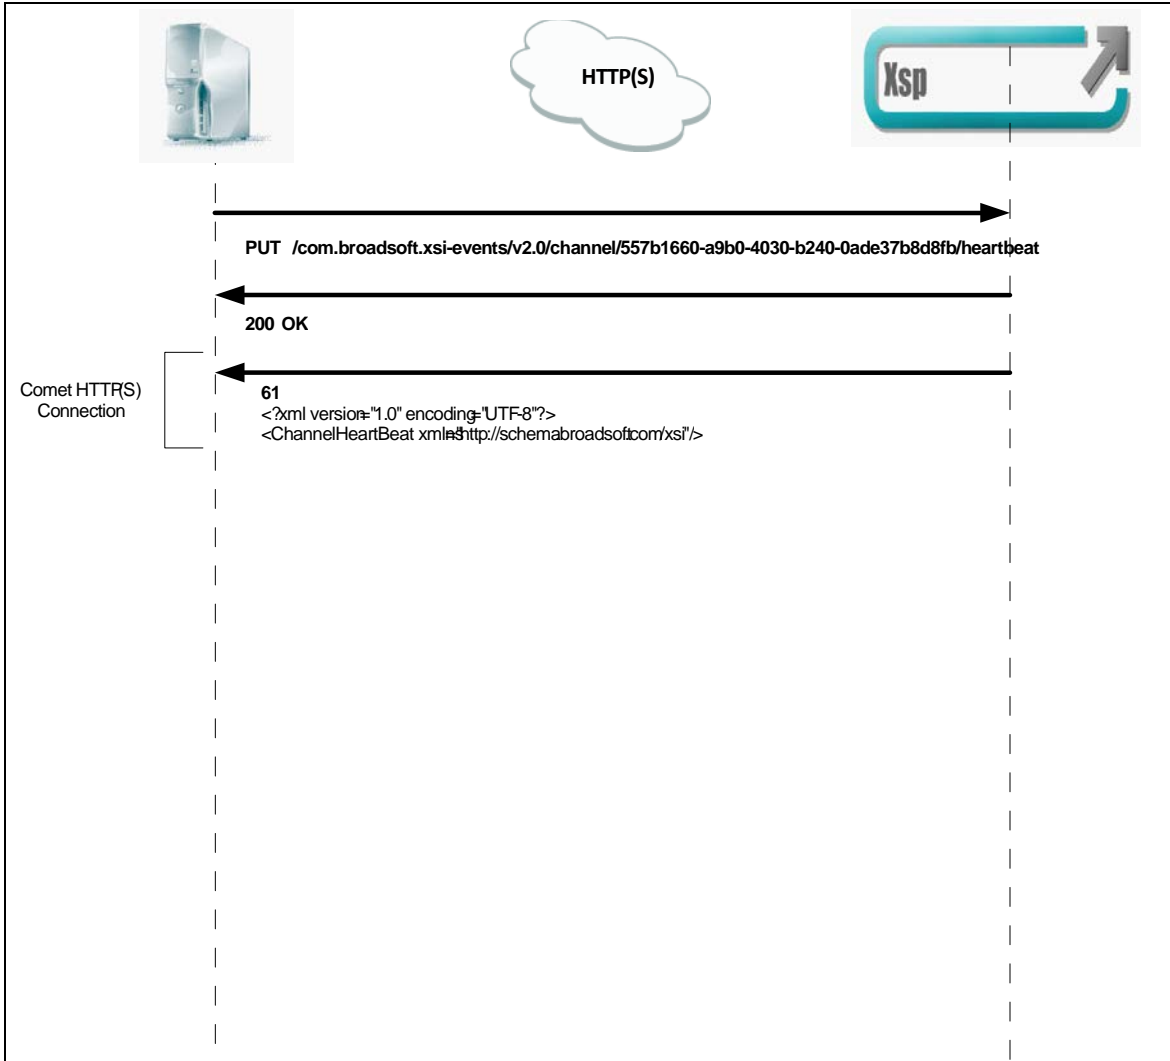 HTTP(S)
Xsp
PUT /com.broadsoft.xsi-events/v2.0/channel/557b1660-a9b0-4030-b240-0ade37b8d8fb/heartbeat
200 OK
Comet HTTP(S)
Connection
61
<?xml version="1.0" encoding="UTF-8"?>
<ChannelHeartBeat xmlns="http://schema.broadsoft.com/xsi"/>